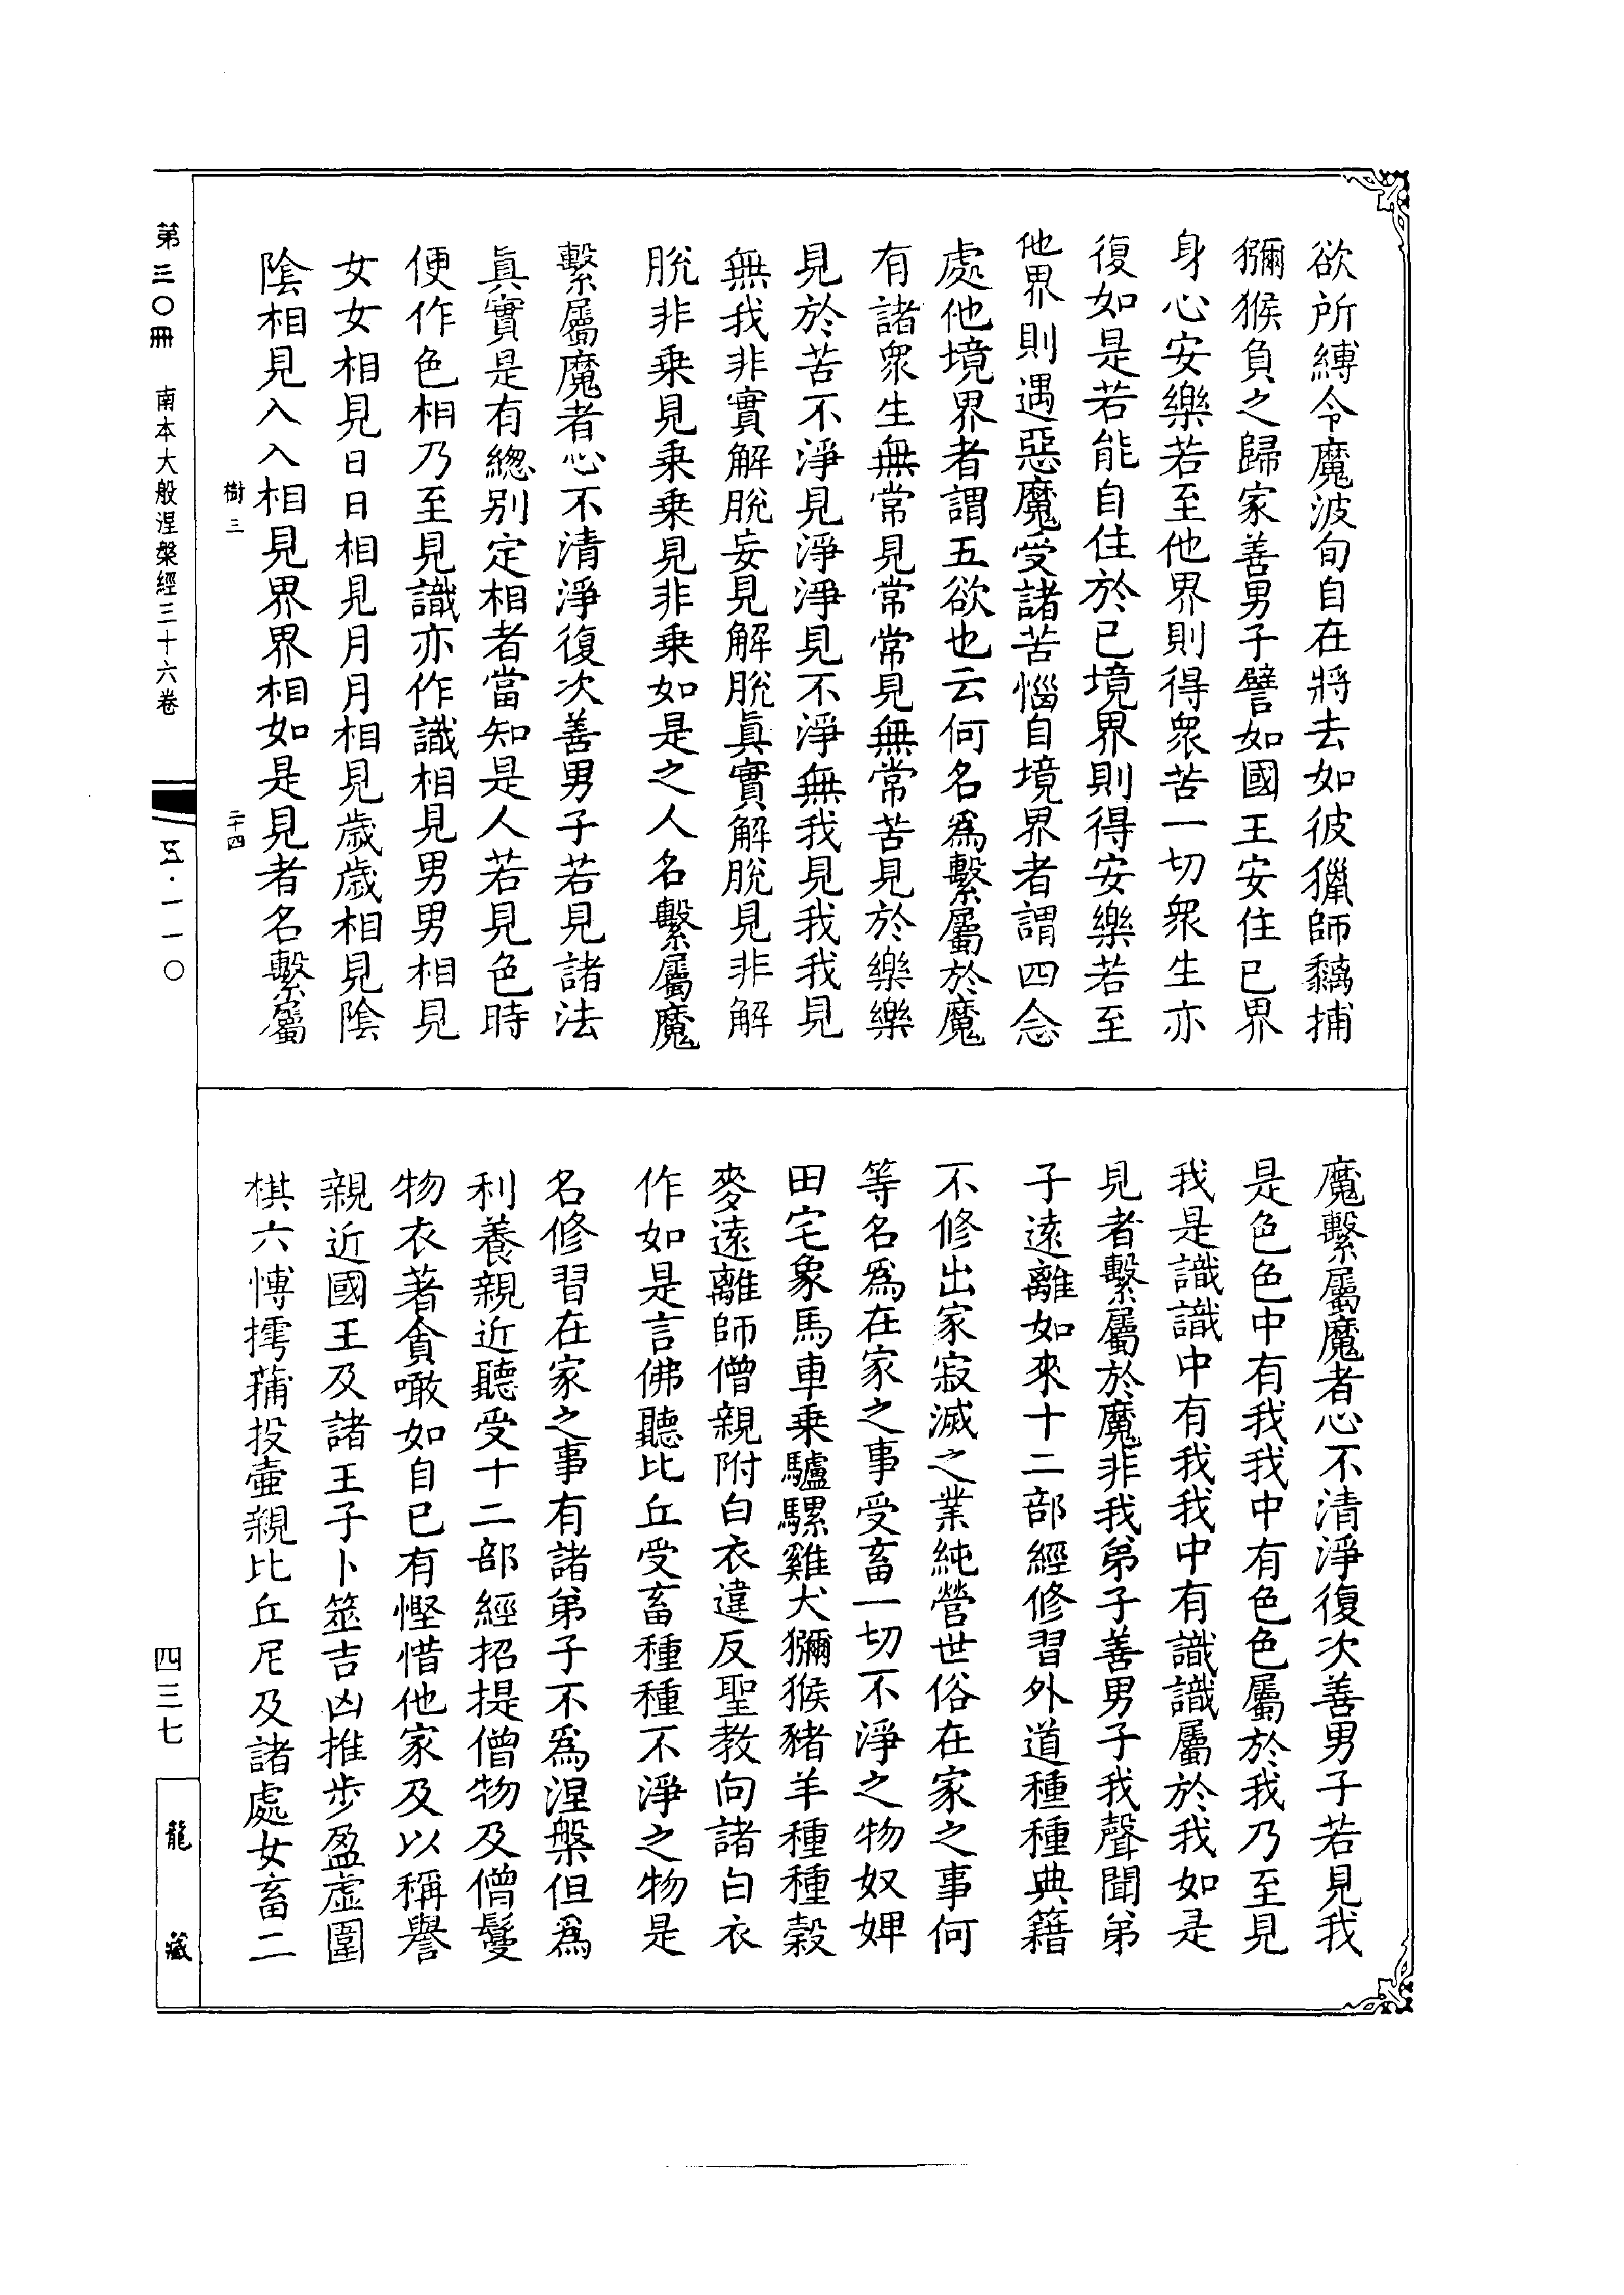 欲所縛令魔波旬自在將去如彼獵師黐捕
獼猴負之歸家善男子譬如國王安住已界
身心安樂若至他界則得衆苦一切衆生亦
復如是若能自住於已境界則得安樂若至
他界則遇惡魔受諸苦惱自境界者謂四念
處他境界者謂五欲也云何名爲繫屬於魔
有諸衆生無常見常常見無常苦見於樂樂
見於苦不淨見淨淨見不淨無我見我我見
無我非實解脫妄見解脫眞實解脫見非解
脫非乗見乗乗見非乗如是之人名繫屬魔
繫屬魔者心不清淨復次善男子若見諸法
眞實是有緫别定相者當知是人若見色時
便作色相乃至見識亦作識相見男男相見
女女相見日日相見月月相見歲歲相見陰
陰相見入入相見界界相如是見者名繫屬
樹三
二十四
魔繫屬魔者心不清淨復次善男子若見我
是色色中有我我中有色色屬於我乃至見
我是識識中有我我中有識識屬於我如是
見者繫屬於魔非我弟子善男子我聲聞弟
子逺離如來十二部經修習外道種種典籍
不修出家寂滅之業純營世俗在家之事何
等名爲在家之事受畜一切不淨之物奴婢
田宅象馬車乗驢騾雞犬獼猴豬羊種種穀
麥逺離師僧親附白衣違反聖教向諸白衣
作如是言佛聽比丘受畜種種不淨之物是
名修習在家之事有諸弟子不爲涅槃但爲
利養親近聽受十二部經招提僧物及僧鬘
物衣著貪噉如自已有慳惜他家及以稱譽
親近國王及諸王子卜筮吉凶推步盈虛圍
棋六愽摴蒱投壷親比丘尼及諸處女畜二
第三〇冊 南本大般涅槃經三十六卷
五·一一〇
四三七
龍藏